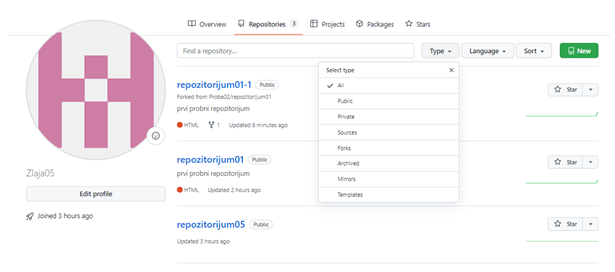 Overview Repositories 3 Projects Packages Stars
Find a repository... Type Language Sort New
Select type
All
Public
Private
Sources
Forks
Archived
Mirrors
Templates
repozitorijum01-1 Public Star
Forked from Proba02/repozitorijum01
prvi probni repozitorijum
HTML 1 Updated 8 minutes ago
repozitorijum01 Public Star
prvi probni repozitorijum
HTML Updated 2 hours ago
repozitorijum05 Public Star
Updated 3 hours ago
Zlaja05
Edit profile
Joined 3 hours ago